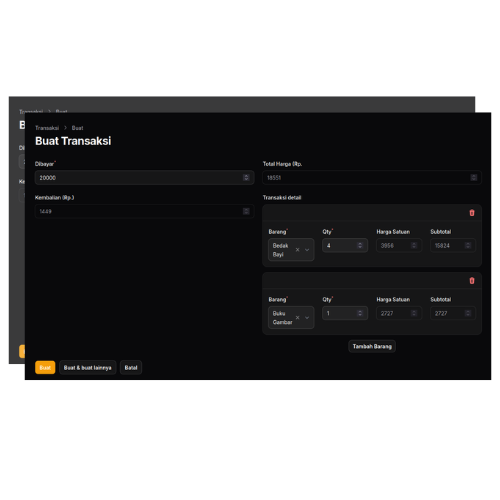 Transaksi > Buat
Buat Transaksi
Dibayar*
20000
Kembalian (Rp.)
1449
Total Harga (Rp.
18551
Transaksi detail
Barang* Qty* Harga Satuan Subtotal
Bedak Bayi 4 3956 15824
Barang* Qty* Harga Satuan Subtotal
Buku Gambar 1 2727 2727
Tambah Barang
Buat Buat & buat lainnya Batal